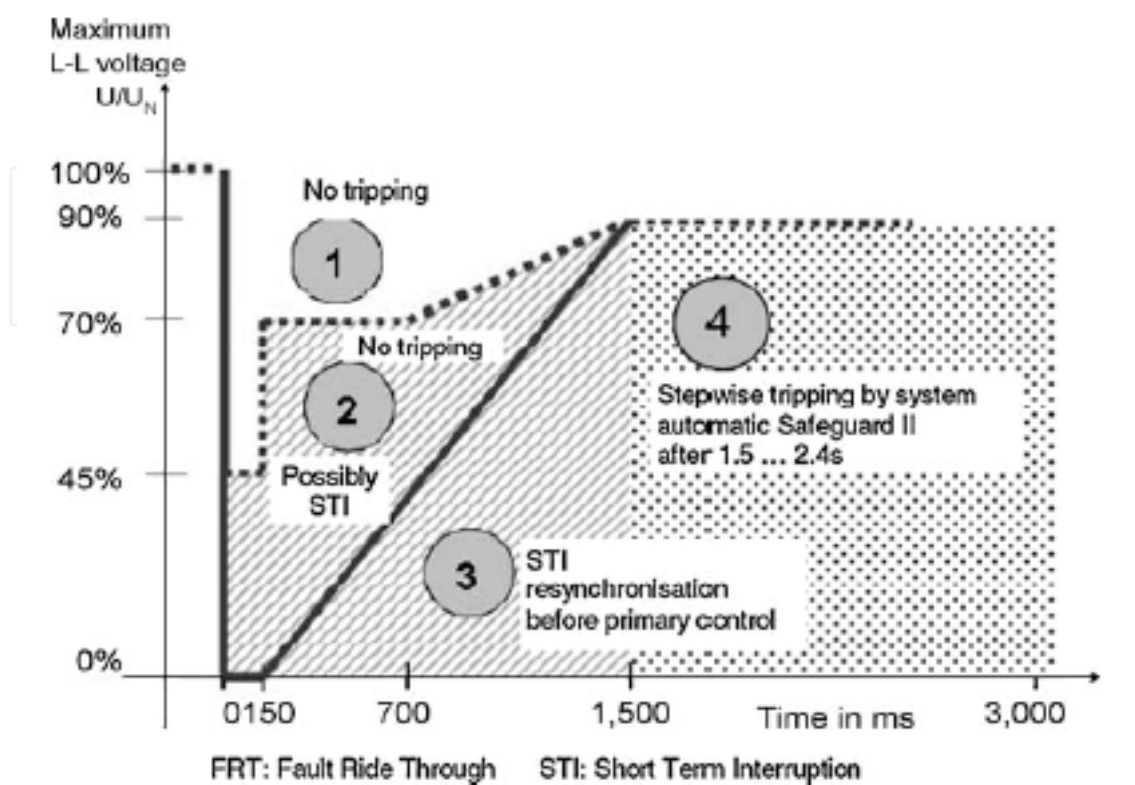 Maximum
L-L voltage
U/UN
100%
No tripping
90%
1
70%
No tripping
4
2
Stepwise tripping by system
automatic Safeguard II
after 1.5 ... 2.4s
45%
Possibly
STI
3
STI
resynchronisation
before primary control
0%
0 150 700 1,500 Time in ms 3,000
FRT: Fault Ride Through STI: Short Term Interruption